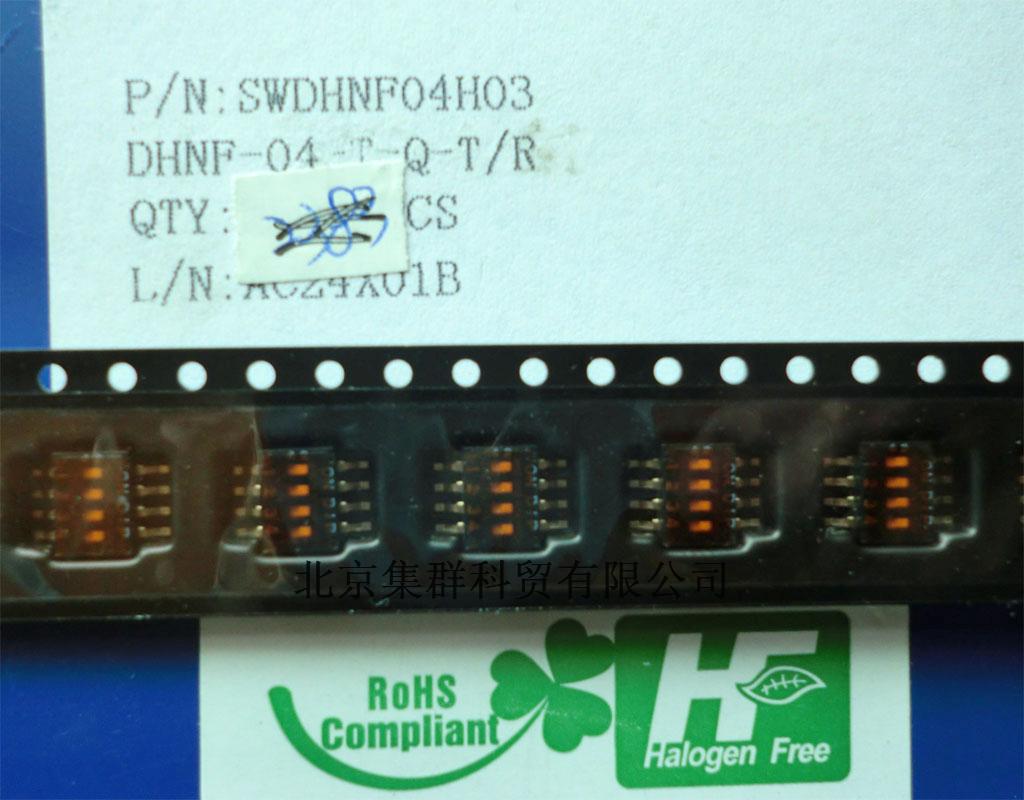 P/N:SWDHNF04H03
DHNF-04-T-Q-T/R
QTY: CS
L/N:
北京集群科贸有限公司
RoHS
Compliant
HF
Halogen Free